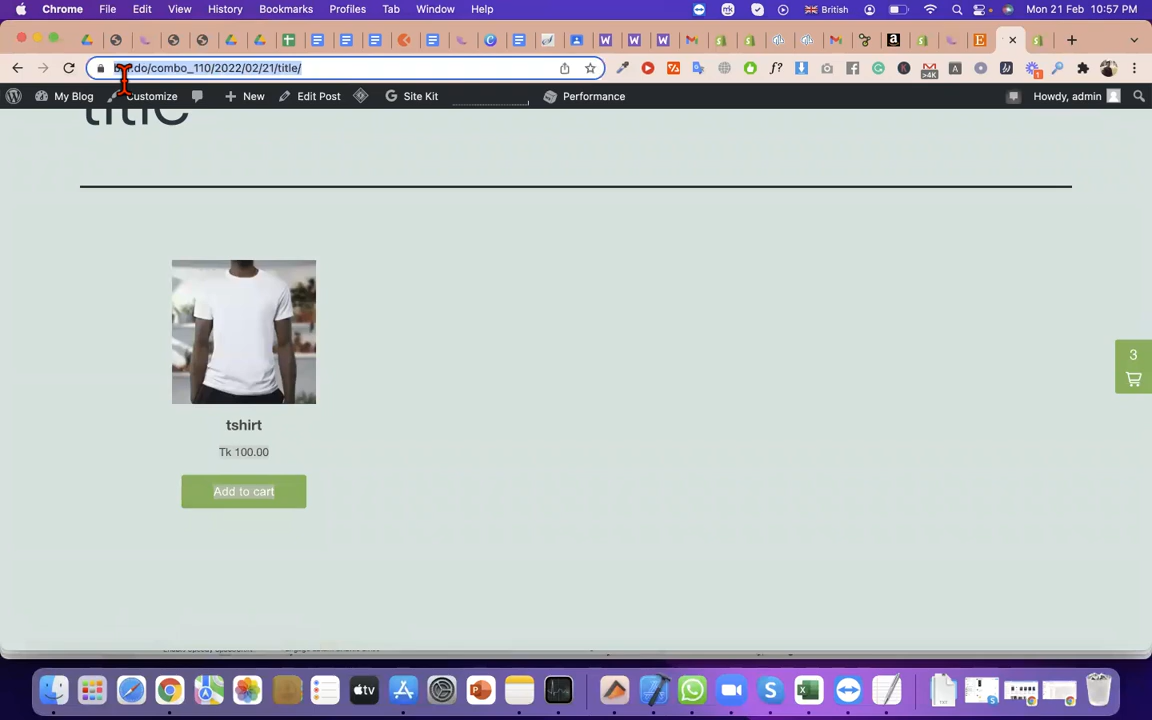 Chrome File Edit View History Bookmarks Profiles Tab Window Help British Mon 21 Feb 10:57 PM
do/combo_110/2022/02/21/title/
My Blog Customize New Edit Post Site Kit Performance Howdy, admin
title
3
tshirt
Tk 100.00
Add to cart